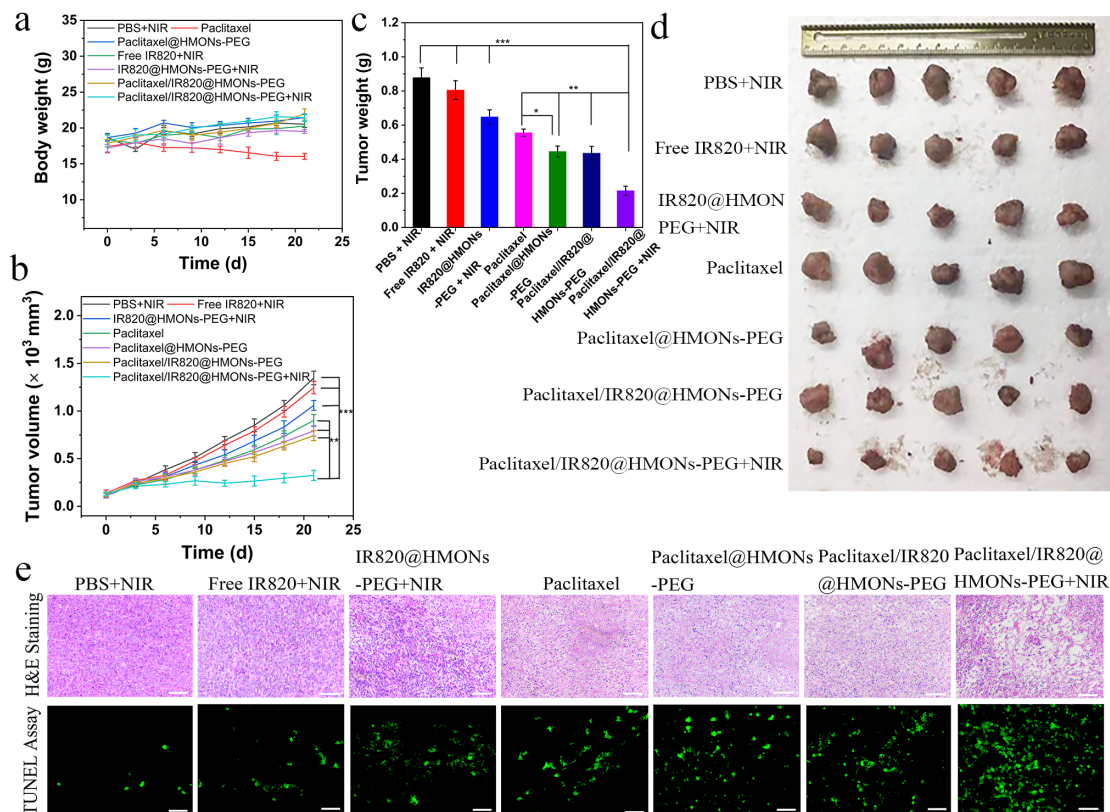 a
35
30
25
20
15
10
Body weight (g)
0 5 10 15 20 25
Time (d)
PBS+NIR Paclitaxel
Paclitaxel@HMONs-PEG
Free IR820+NIR
IR820@HMONs-PEG+NIR
Paclitaxel/IR820@HMONs-PEG
Paclitaxel/IR820@HMONs-PEG+NIR
b
2.0
1.5
1.0
0.5
0.0
Tumor volume (× 10³ mm³)
0 5 10 15 20 25
Time (d)
PBS+NIR Free IR820+NIR
IR820@HMONs-PEG+NIR
Paclitaxel
Paclitaxel@HMONs-PEG
Paclitaxel/IR820@HMONs-PEG
Paclitaxel/IR820@HMONs-PEG+NIR
***
**
c
1.2
1.0
0.8
0.6
0.4
0.2
0.0
Tumor weight (g)
***
**
*
PBS + NIR
Free IR820 + NIR
IR820@HMONs
-PEG + NIR
Paclitaxel
Paclitaxel@HMONs
-PEG
Paclitaxel/IR820@
HMONs-PEG
Paclitaxel/IR820@
HMONs-PEG +NIR
d
PBS+NIR
Free IR820+NIR
IR820@HMON
PEG+NIR
Paclitaxel
Paclitaxel@HMONs-PEG
Paclitaxel/IR820@HMONs-PEG
Paclitaxel/IR820@HMONs-PEG+NIR
e
PBS+NIR
Free IR820+NIR
IR820@HMONs
-PEG+NIR
Paclitaxel
Paclitaxel@HMONs
-PEG
Paclitaxel/IR820
@HMONs-PEG
Paclitaxel/IR820@
HMONs-PEG+NIR
H&E Staining
TUNEL Assay